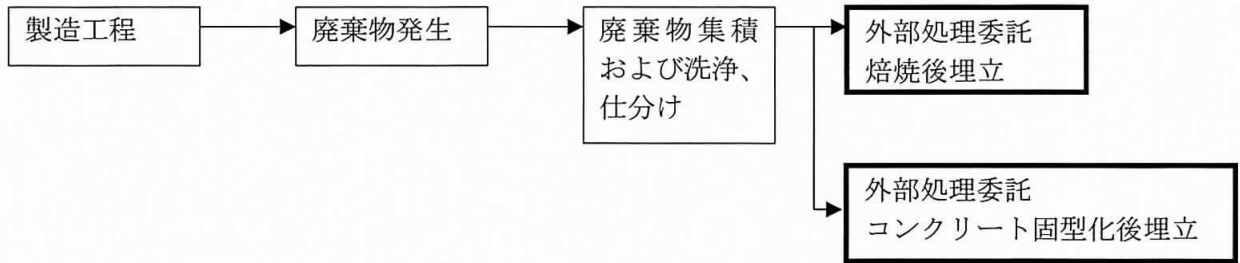 製造工程
廃棄物発生
廃棄物集積
および洗浄、
仕分け
外部処理委託
焙焼後埋立
外部処理委託
コンクリート固型化後埋立